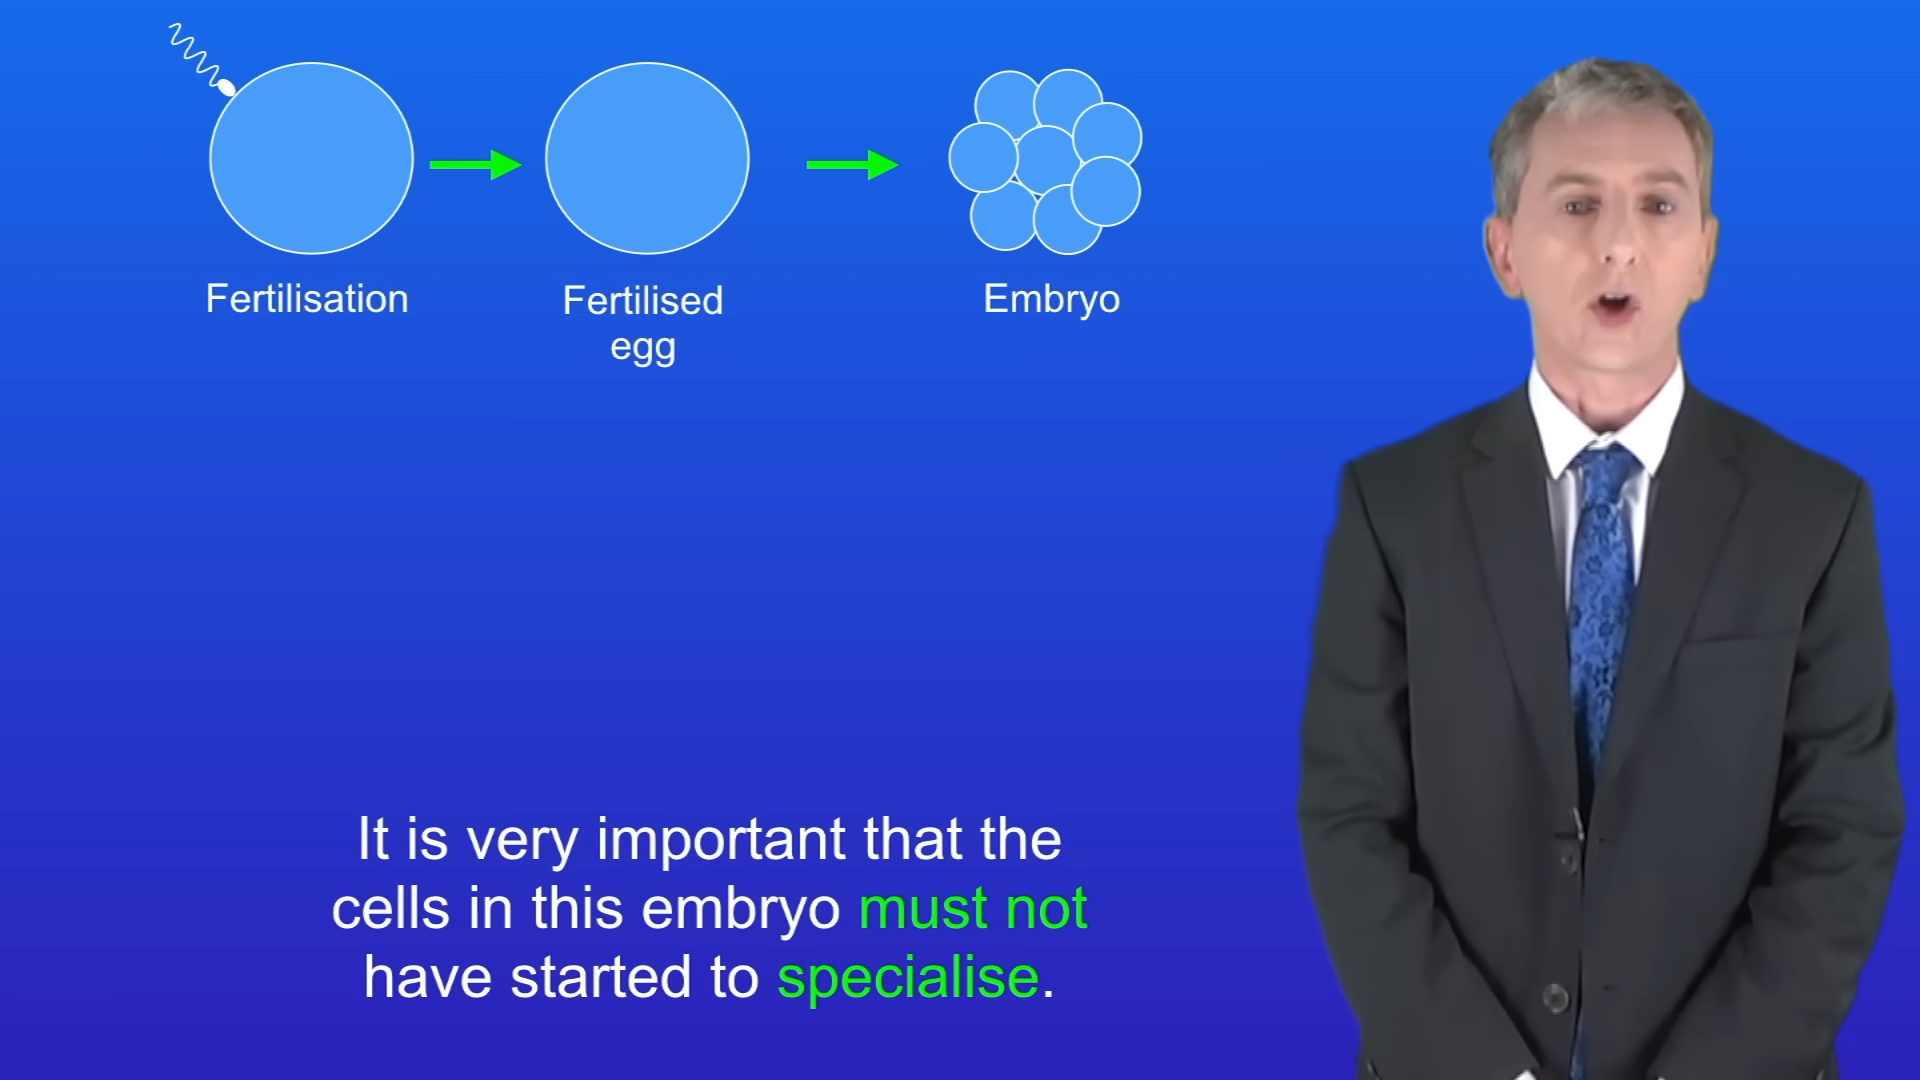 Fertilisation
Fertilised
egg
Embryo
It is very important that the
cells in this embryo must not
have started to specialise.